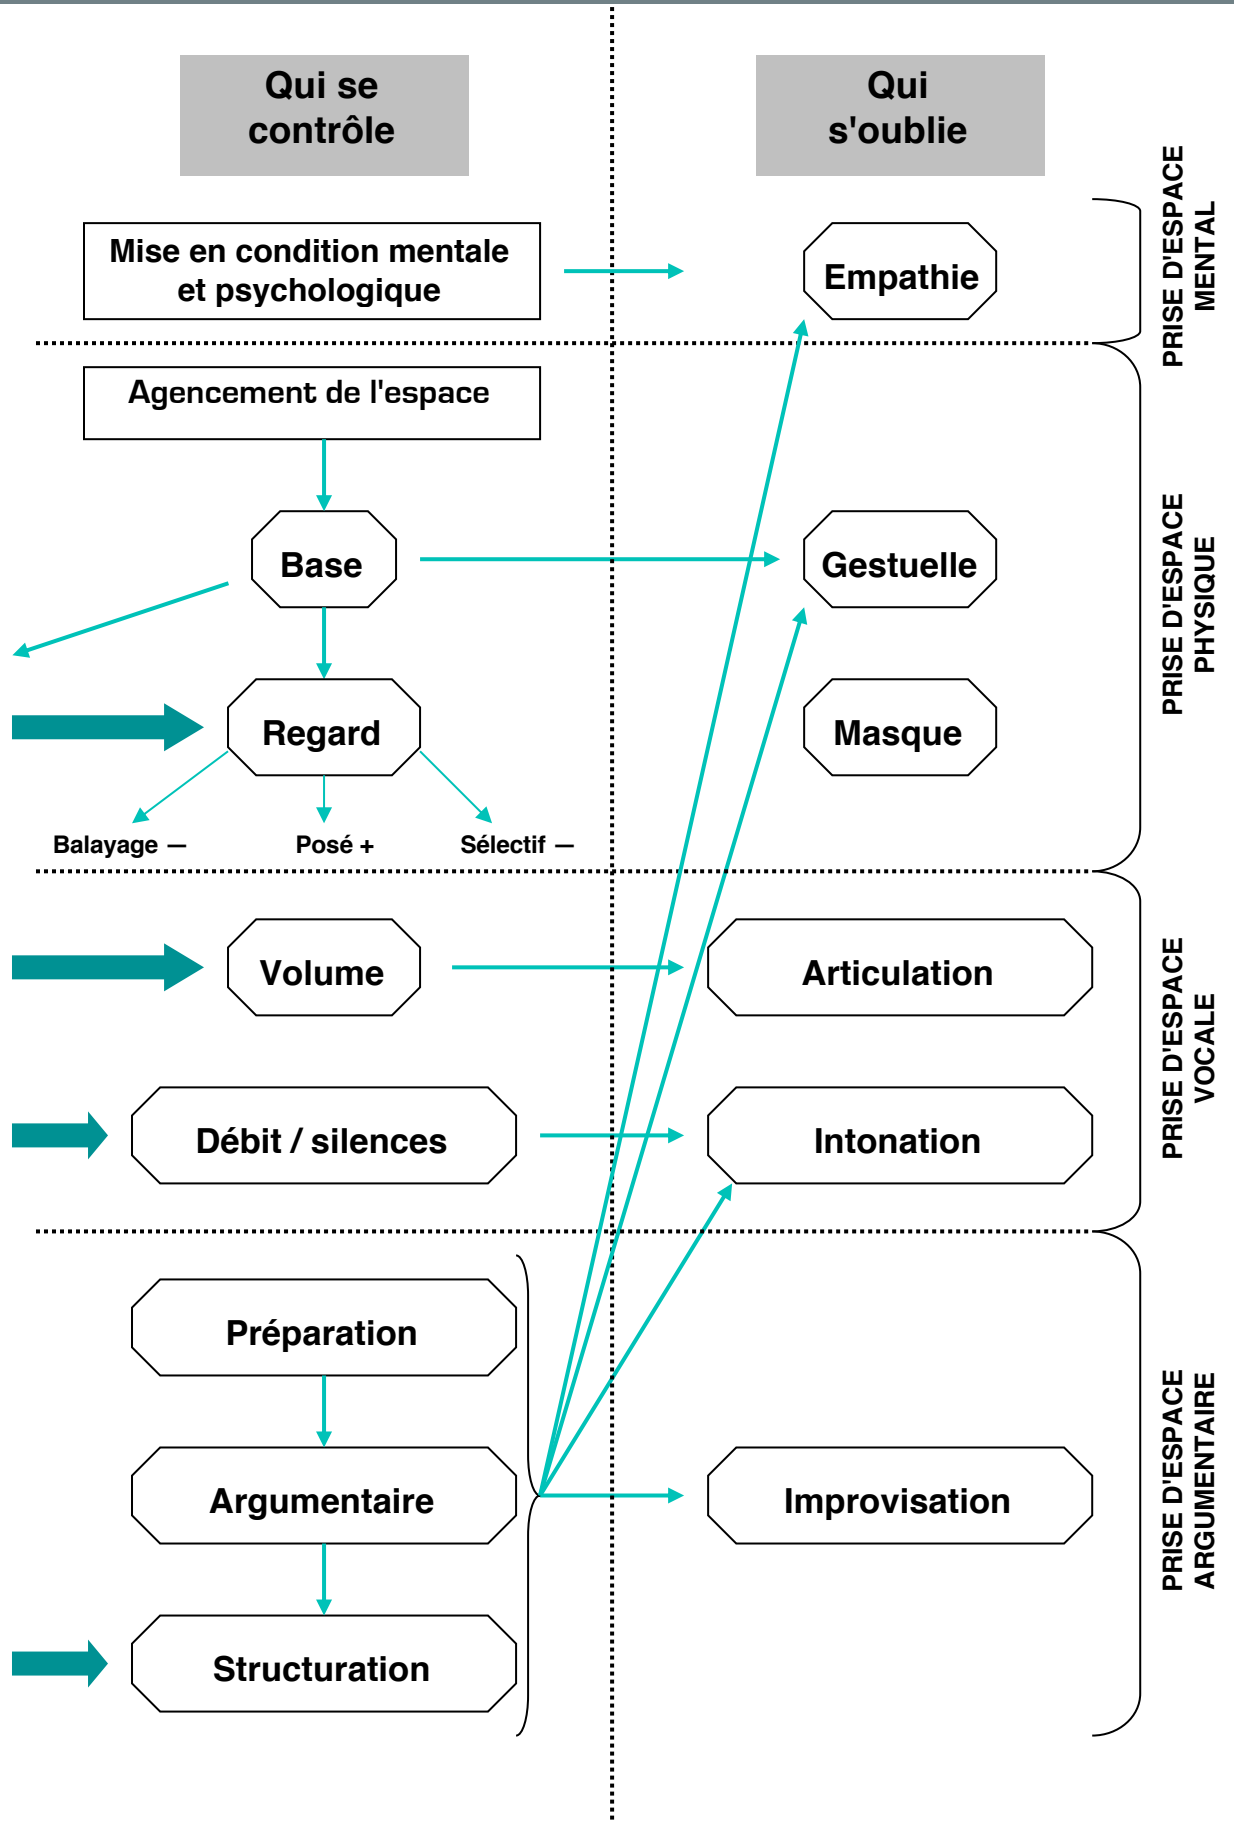 Qui se
contrôle
Qui
s'oublie
Mise en condition mentale
et psychologique
Empathie
PRISE D'ESPACE
MENTAL
Agencement de l'espace
Base
Gestuelle
Regard
Masque
Balayage —
Posé +
Sélectif —
PRISE D'ESPACE
PHYSIQUE
Volume
Articulation
Débit / silences
Intonation
PRISE D'ESPACE
VOCALE
Préparation
Argumentaire
Improvisation
Structuration
PRISE D'ESPACE
ARGUMENTAIRE